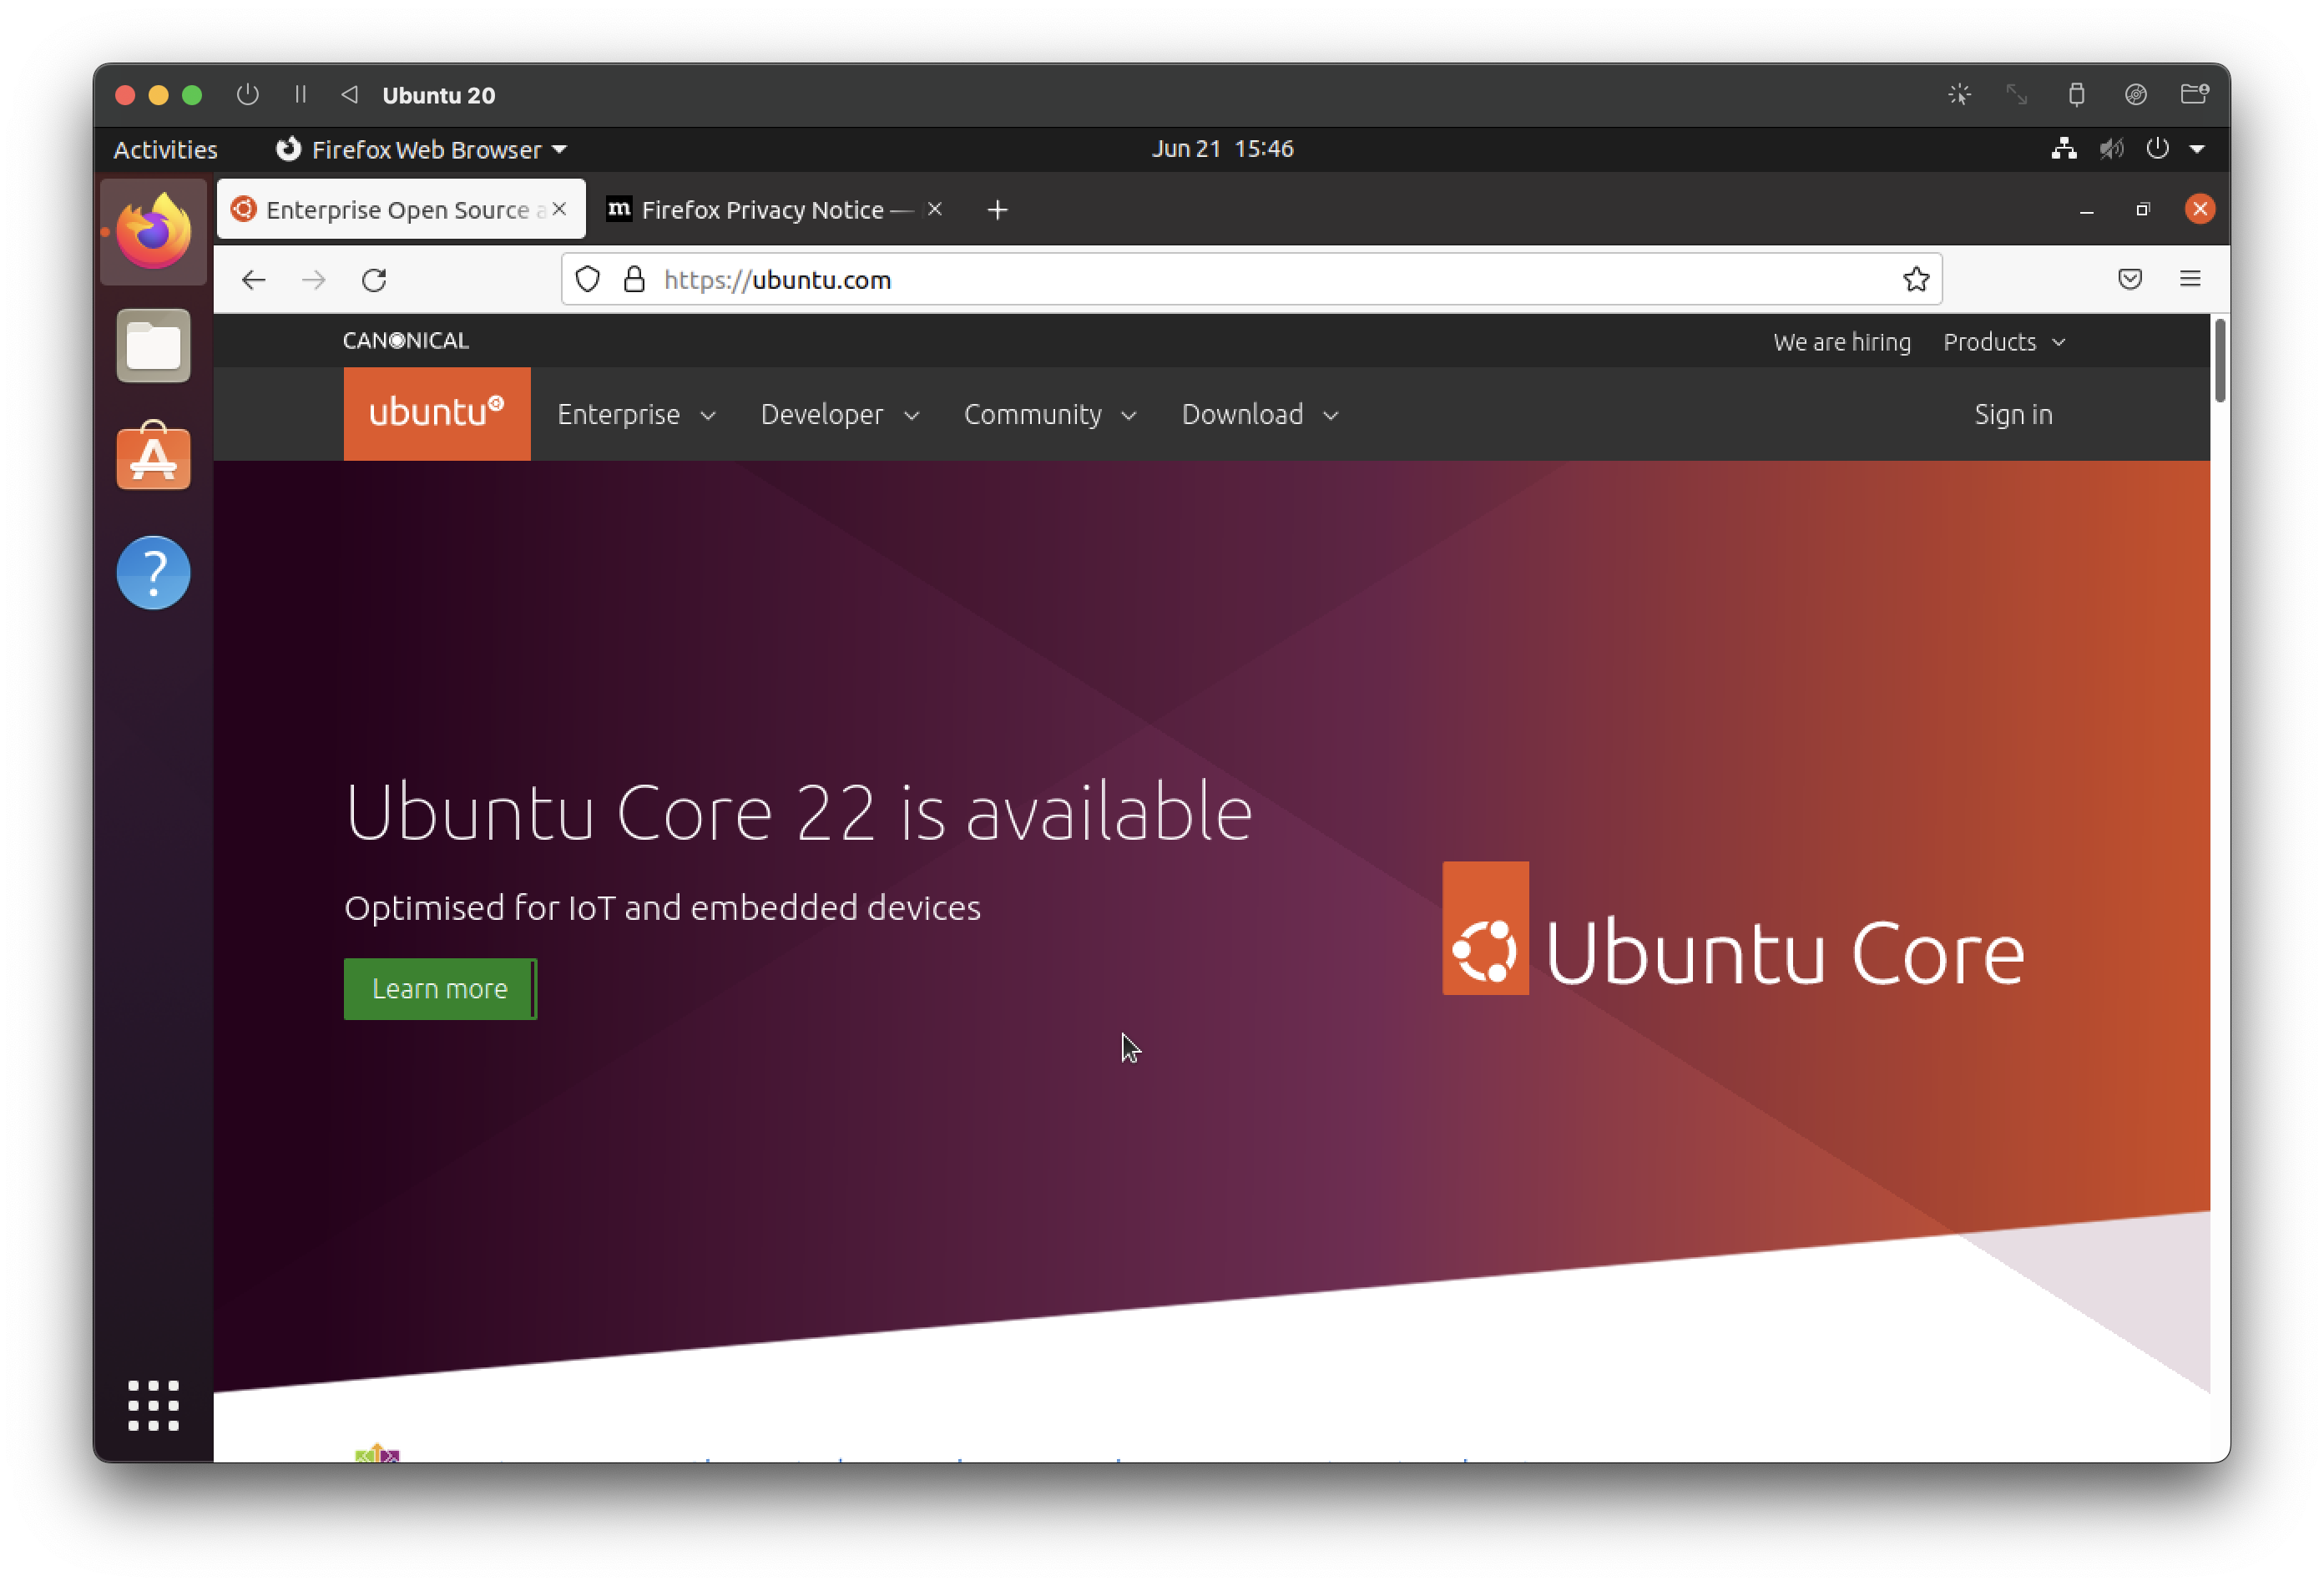 Ubuntu 20
Activities
Firefox Web Browser
Jun 21 15:46
Enterprise Open Source a
Firefox Privacy Notice —
https://ubuntu.com
CANONICAL
We are hiring
Products
ubuntu
Enterprise
Developer
Community
Download
Sign in
Ubuntu Core 22 is available
Optimised for IoT and embedded devices
Learn more
Ubuntu Core